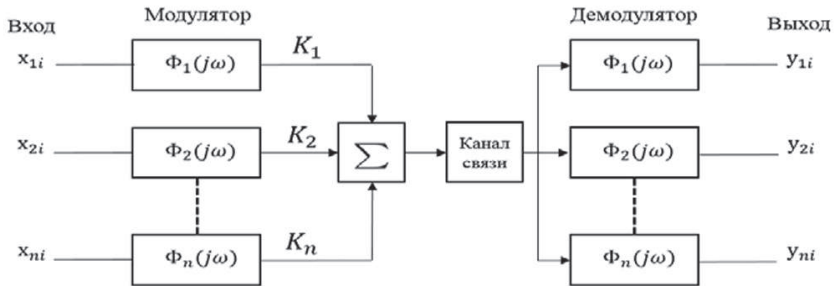 Модулятор
Демодулятор
Вход
Выход
x₁ᵢ
Φ₁(jω)
K₁
Φ₁(jω)
y₁ᵢ
x₂ᵢ
Φ₂(jω)
K₂
∑
Канал
связи
Φ₂(jω)
y₂ᵢ
xₙᵢ
Φₙ(jω)
Kₙ
Φₙ(jω)
yₙᵢ